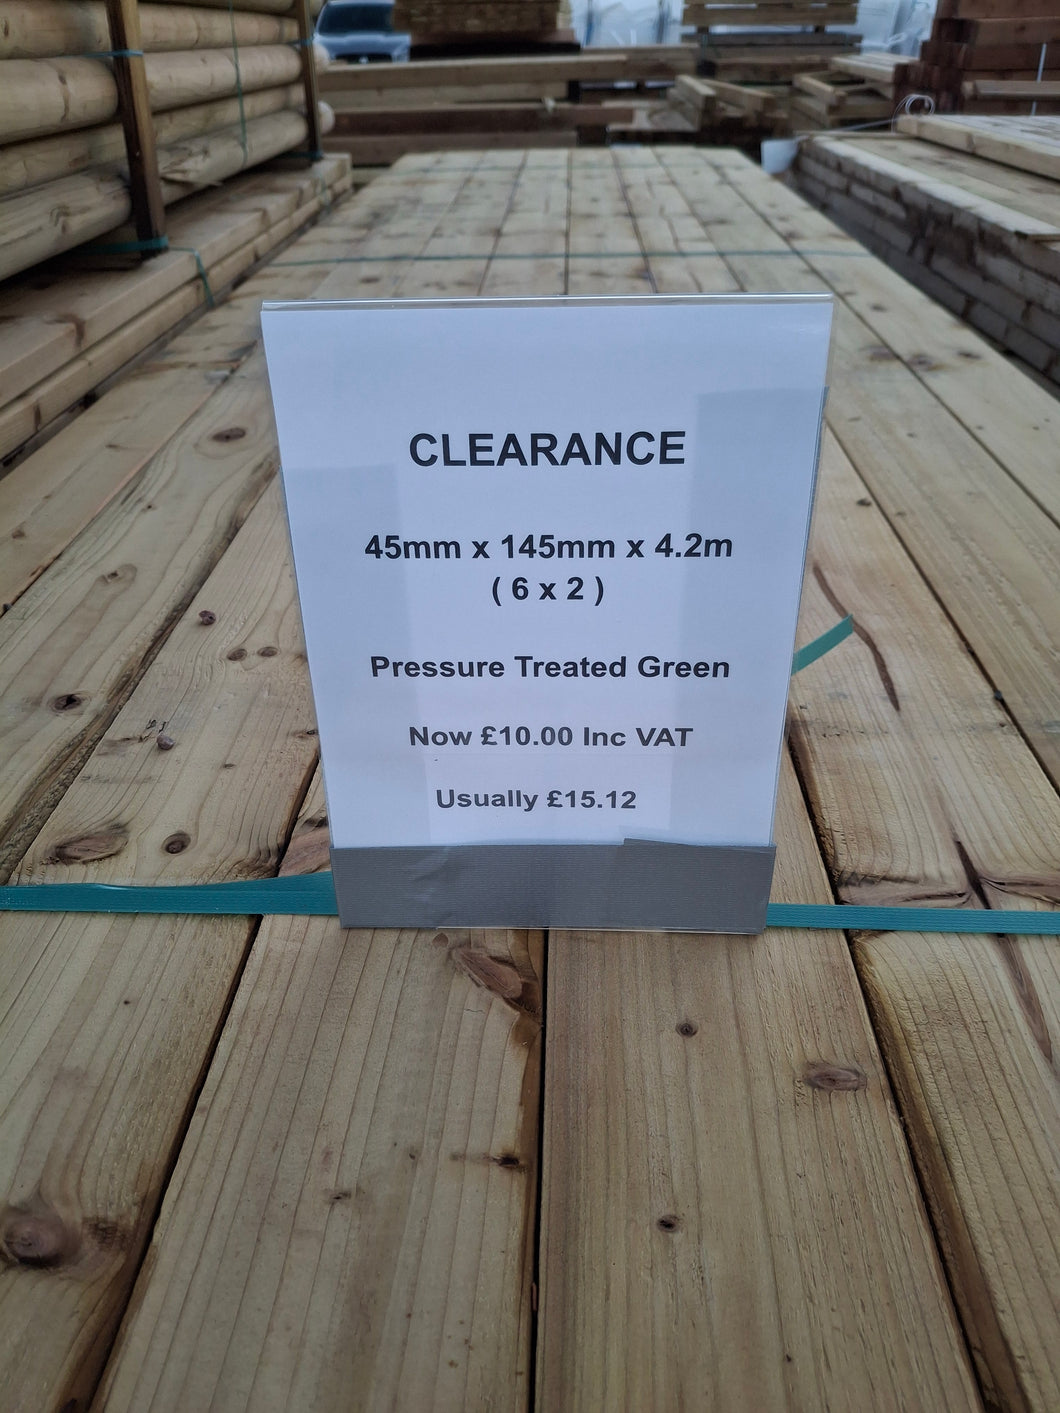 CLEARANCE
45mm x 145mm x 4.2m
( 6 x 2 )
Pressure Treated Green
Now £10.00 Inc VAT
Usually £15.12